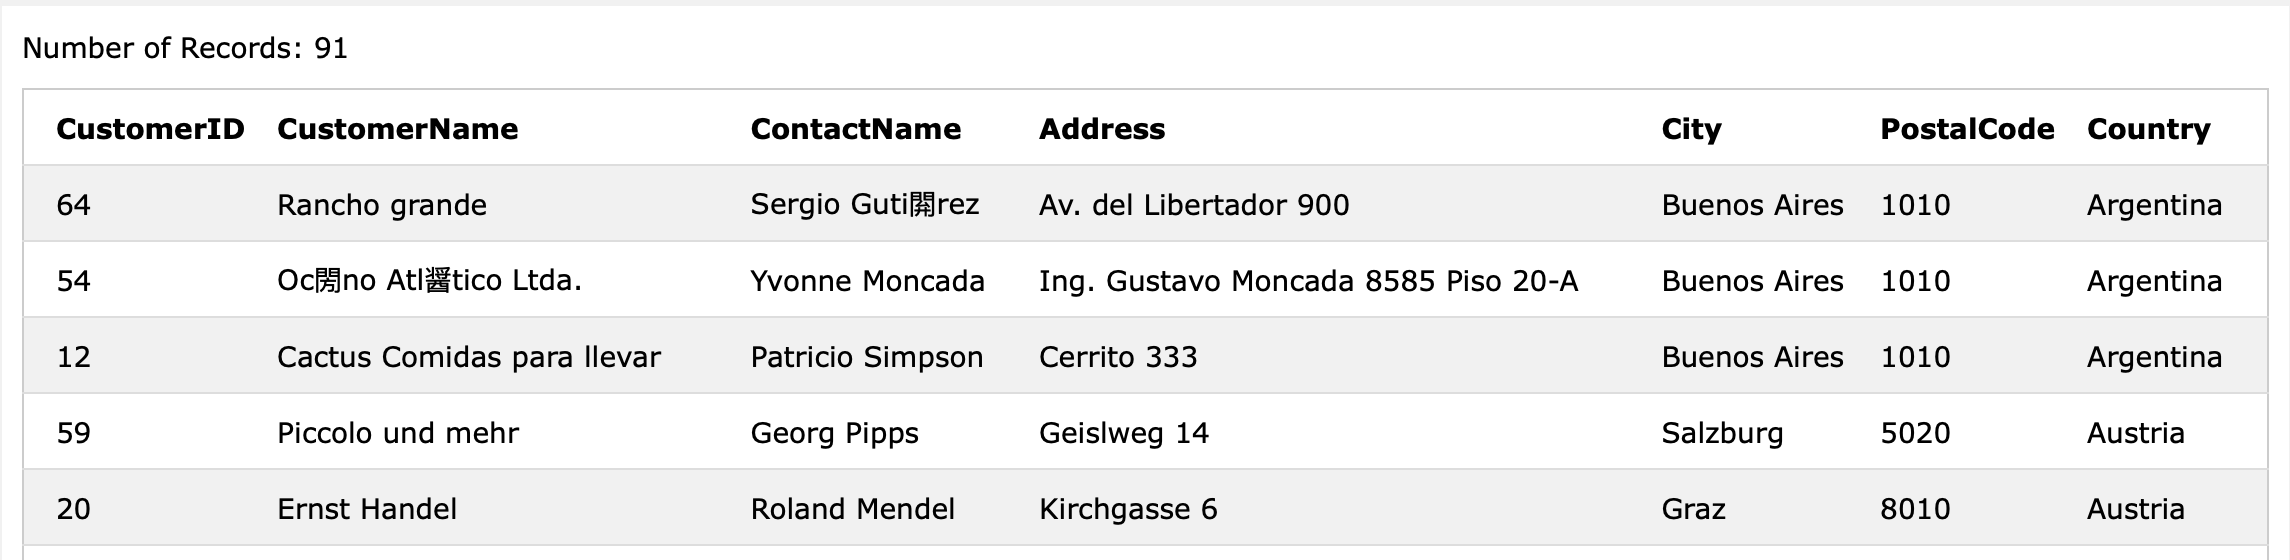 Number of Records: 91
CustomerID CustomerName ContactName Address City PostalCode Country
64 Rancho grande Sergio Guti閞rez Av. del Libertador 900 Buenos Aires 1010 Argentina
54 Oc閍no Atl醤tico Ltda. Yvonne Moncada Ing. Gustavo Moncada 8585 Piso 20-A Buenos Aires 1010 Argentina
12 Cactus Comidas para llevar Patricio Simpson Cerrito 333 Buenos Aires 1010 Argentina
59 Piccolo und mehr Georg Pipps Geislweg 14 Salzburg 5020 Austria
20 Ernst Handel Roland Mendel Kirchgasse 6 Graz 8010 Austria